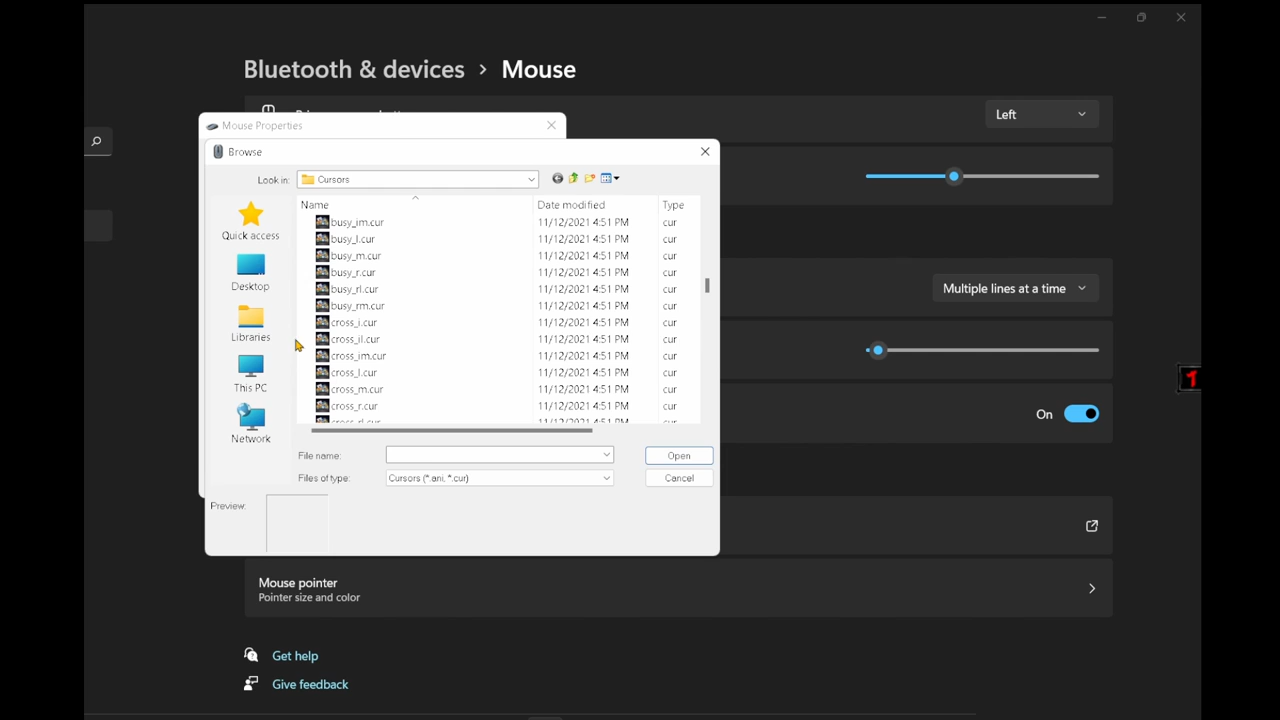 Bluetooth & devices > Mouse
Left
Mouse Properties
Browse
Look in:
Cursors
Name
Date modified
Type
busy_im.cur 11/12/2021 4:51 PM cur
busy_l.cur 11/12/2021 4:51 PM cur
busy_m.cur 11/12/2021 4:51 PM cur
busy_r.cur 11/12/2021 4:51 PM cur
busy_rl.cur 11/12/2021 4:51 PM cur
busy_rm.cur 11/12/2021 4:51 PM cur
cross_i.cur 11/12/2021 4:51 PM cur
cross_il.cur 11/12/2021 4:51 PM cur
cross_im.cur 11/12/2021 4:51 PM cur
cross_l.cur 11/12/2021 4:51 PM cur
cross_m.cur 11/12/2021 4:51 PM cur
cross_r.cur 11/12/2021 4:51 PM cur
Quick access
Desktop
Libraries
This PC
Network
File name:
Open
Files of type:
Cursors (*.ani, *.cur)
Cancel
Preview:
Multiple lines at a time
On
1
Mouse pointer
Pointer size and color
Get help
Give feedback